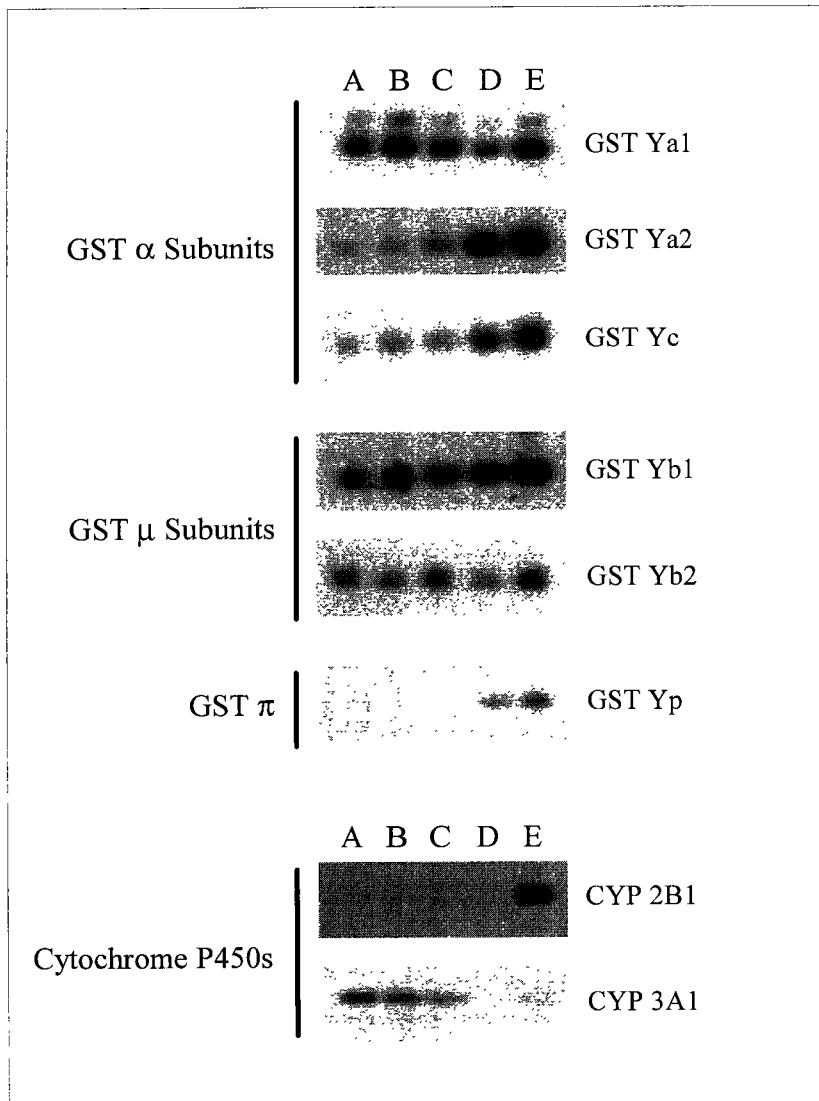 A B C D E
GST Ya1
GST α Subunits
GST Ya2
GST Yc
GST Yb1
GST μ Subunits
GST Yb2
GST π
GST Yp
A B C D E
CYP 2B1
Cytochrome P450s
CYP 3A1